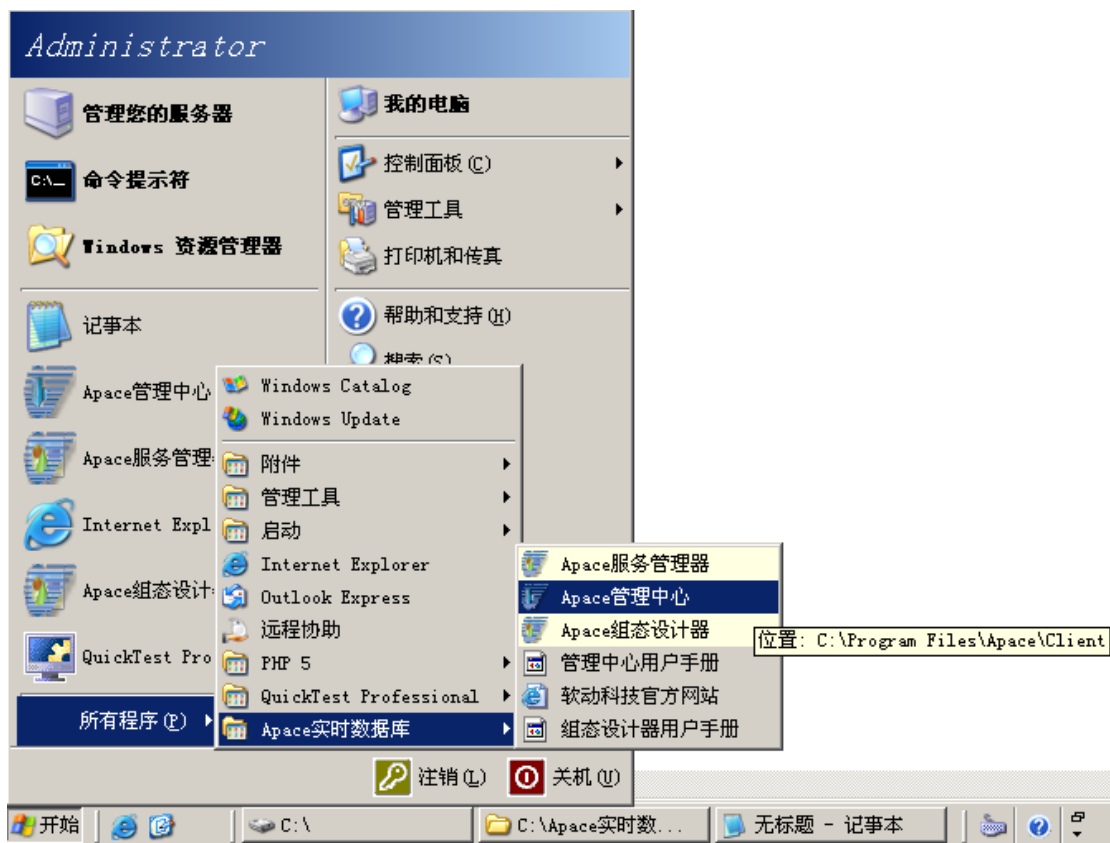 Administrator
管理您的服务器
命令提示符
Windows 资源管理器
记事本
Apace管理中心
Apace服务管理
Internet Expl
Apace组态设计
QuickTest Pro
所有程序(P)
我的电脑
控制面板(C)
管理工具
打印机和传真
帮助和支持(H)
搜索(S)
Windows Catalog
Windows Update
附件
管理工具
启动
Internet Explorer
Outlook Express
远程协助
PHP 5
QuickTest Professional
Apace实时数据库
Apace服务管理器
Apace管理中心
Apace组态设计器
管理中心用户手册
软动科技官方网站
组态设计器用户手册
位置: C:\Program Files\Apace\Client
注销(L)
关机(U)
开始
C:\
C:\Apace实时数...
无标题 - 记事本